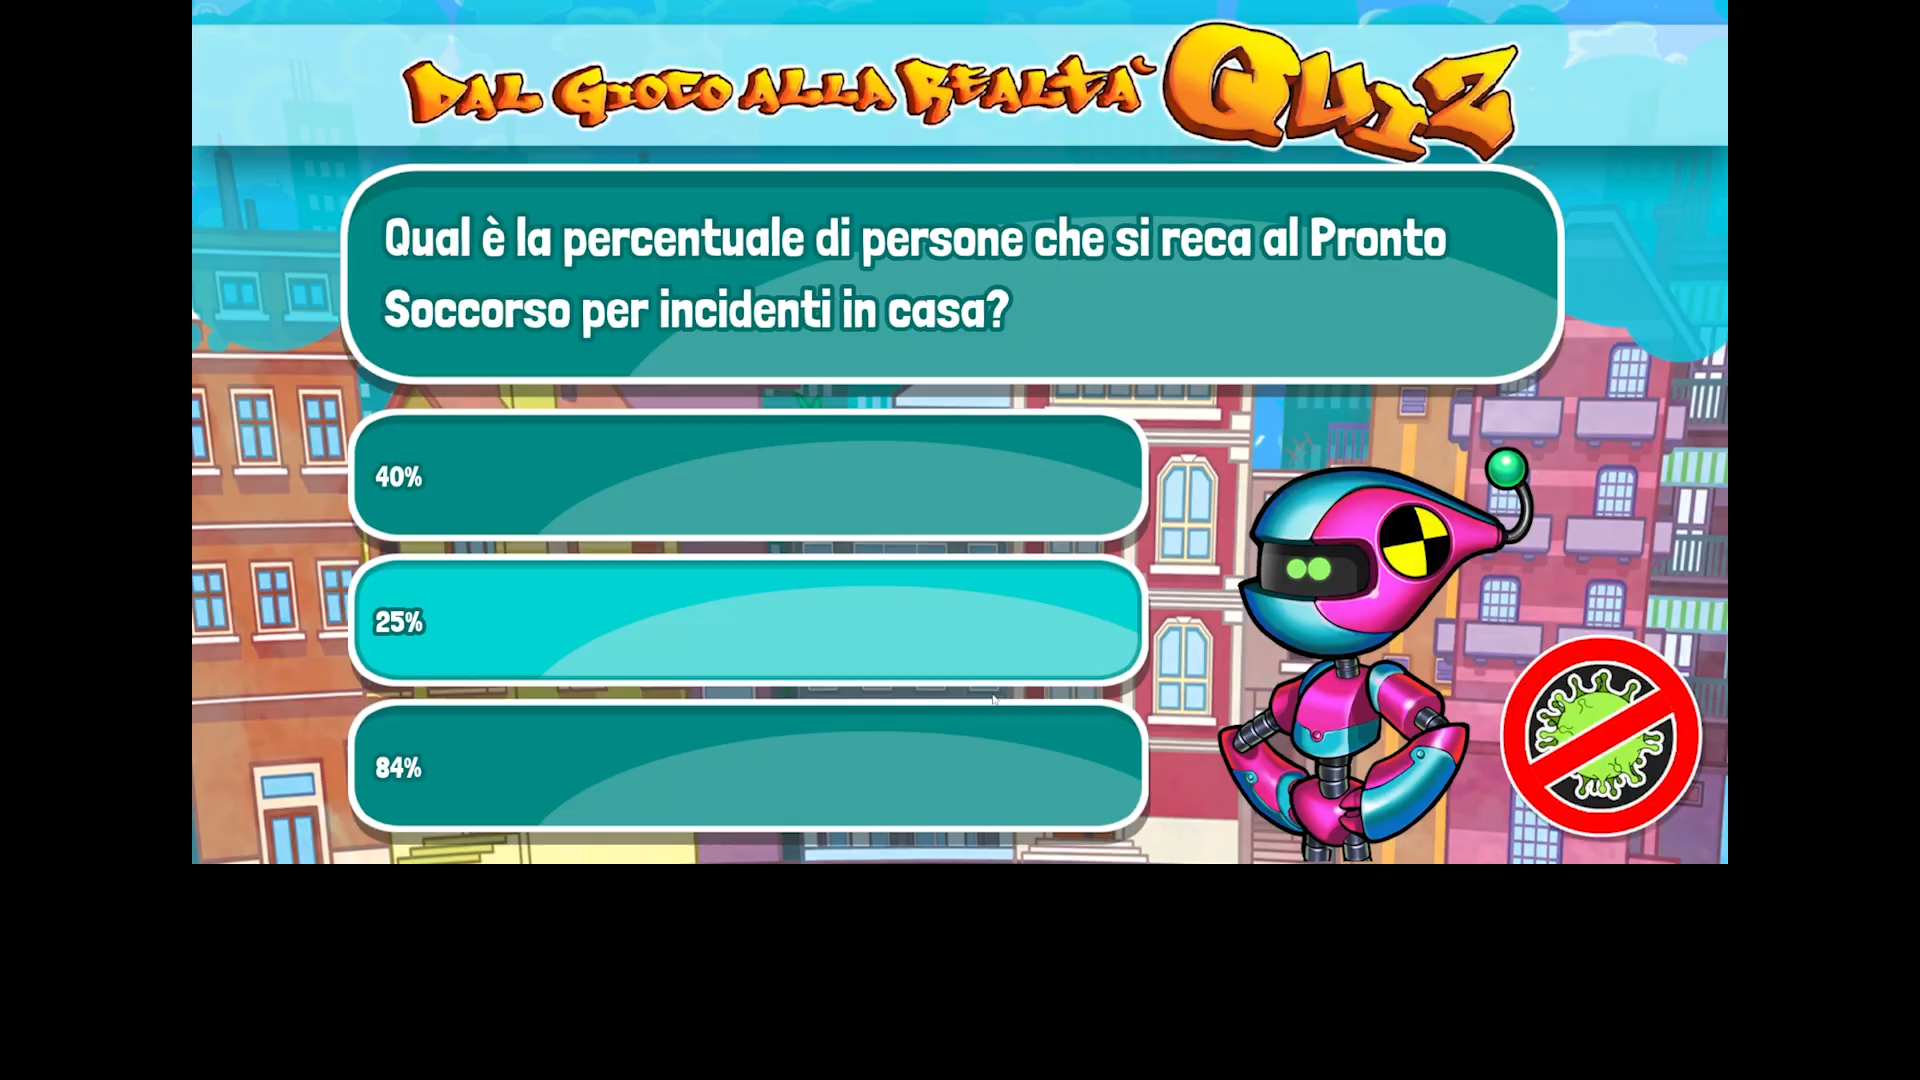 DAL GIOCO ALLA REALTÀ QUIZ
Qual è la percentuale di persone che si reca al Pronto
Soccorso per incidenti in casa?
40%
25%
84%